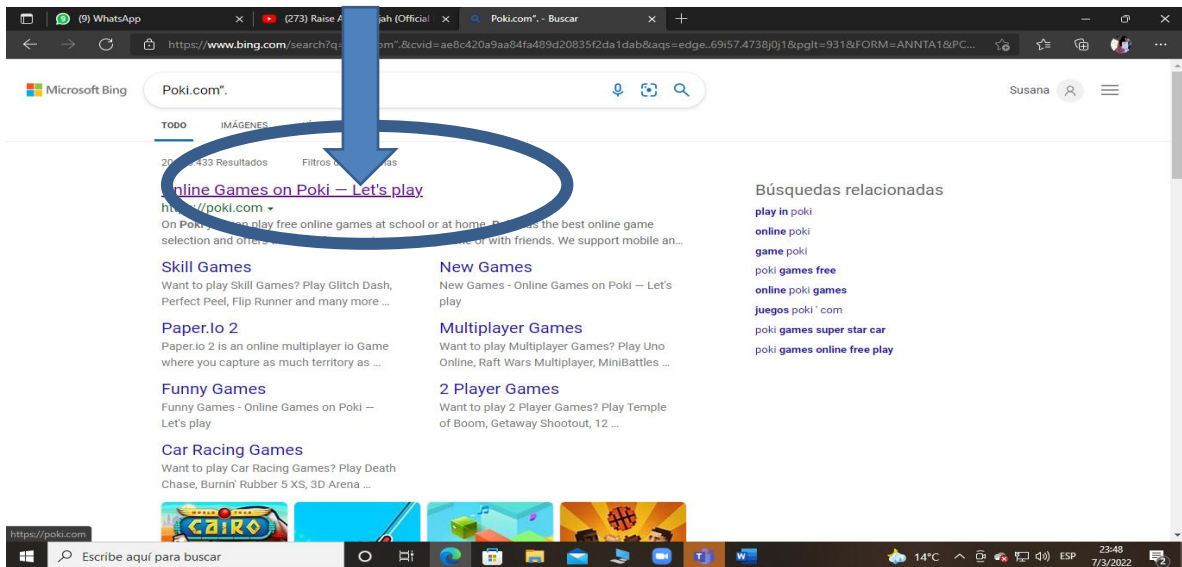 (9) WhatsApp
(273) Raise A jah (Official
Poki.com”. - Buscar
https://www.bing.com/search?q= om”.&cvid=ae8c420a9aa84fa489d20835f2da1dab&aqs=edge..69i57.4738j0j1&pglt=931&FORM=ANNTA1&PC...
Microsoft Bing
Poki.com”.
Susana
TODO IMÁGENES
433 Resultados Filtros
Online Games on Poki — Let's play
https://poki.com
On Poki play free online games at school or at home. the best online game
selection and offers or with friends. We support mobile an...
Skill Games
Want to play Skill Games? Play Glitch Dash,
Perfect Peel, Flip Runner and many more ...
New Games
New Games - Online Games on Poki — Let's
play
Paper.Io 2
Paper.io 2 is an online multiplayer io Game
where you capture as much territory as ...
Multiplayer Games
Want to play Multiplayer Games? Play Uno
Online, Raft Wars Multiplayer, MiniBattles ...
Funny Games
Funny Games - Online Games on Poki —
Let's play
2 Player Games
Want to play 2 Player Games? Play Temple
of Boom, Getaway Shootout, 12 ...
Car Racing Games
Want to play Car Racing Games? Play Death
Chase, Burnin' Rubber 5 XS, 3D Arena ...
Búsquedas relacionadas
play in poki
online poki
game poki
poki games free
online poki games
juegos poki ' com
poki games super star car
poki games online free play
CAIRO
https://poki.com
Escribe aquí para buscar
14°C
ESP
23:48
7/3/2022
2